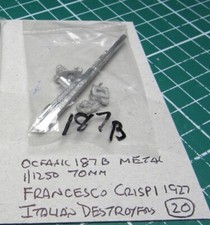 187B
OCEANIC 187B METAL
1/1250 70MM
FRANCESCO CRISPI 1927
ITALIAN DESTROYERS 20